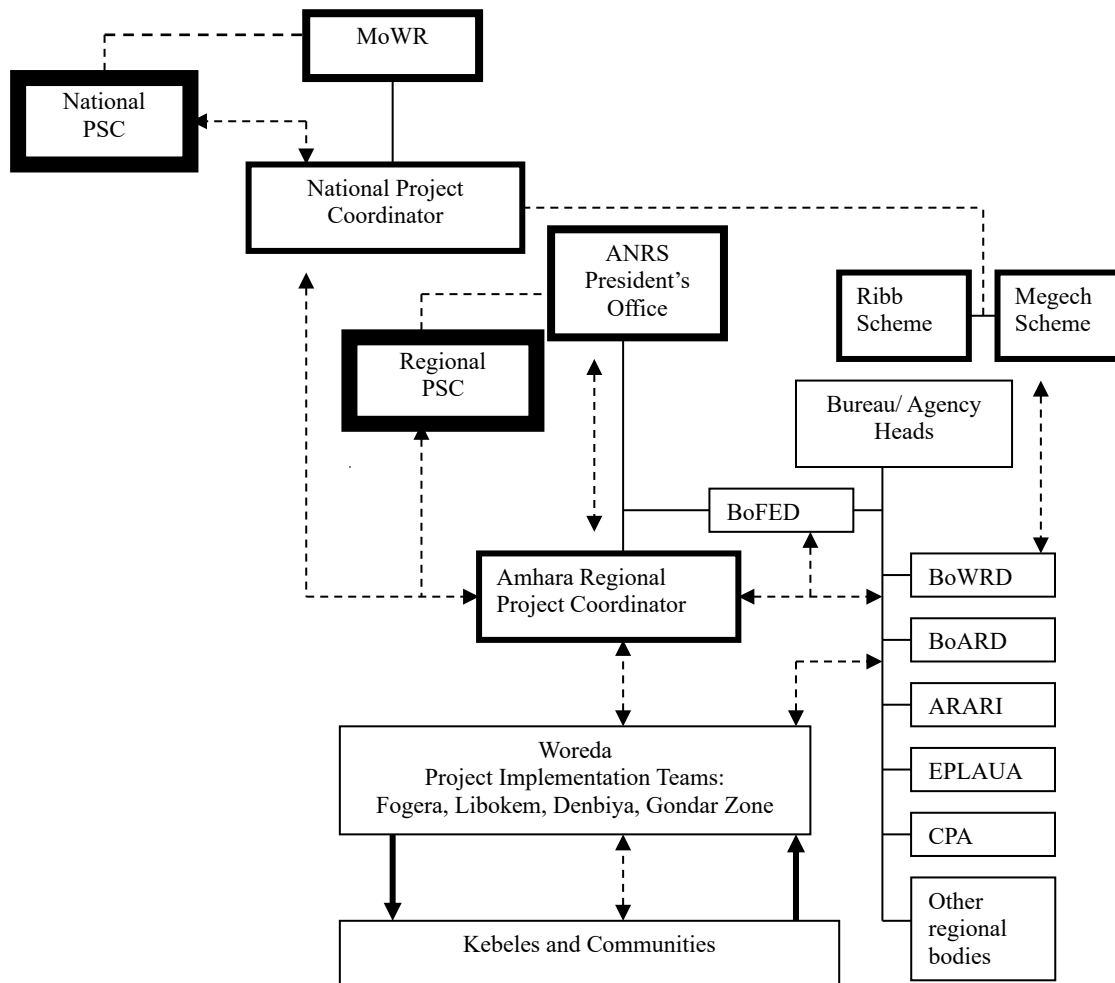 MoWR
National
PSC
National Project
Coordinator
ANRS
President’s
Office
Ribb
Scheme
Megech
Scheme
Regional
PSC
Bureau/ Agency
Heads
BoFED
Amhara Regional
Project Coordinator
BoWRD
BoARD
ARARI
EPLAUA
CPA
Other
regional
bodies
Woreda
Project Implementation Teams:
Fogera, Libokem, Denbiya, Gondar Zone
Kebeles and Communities